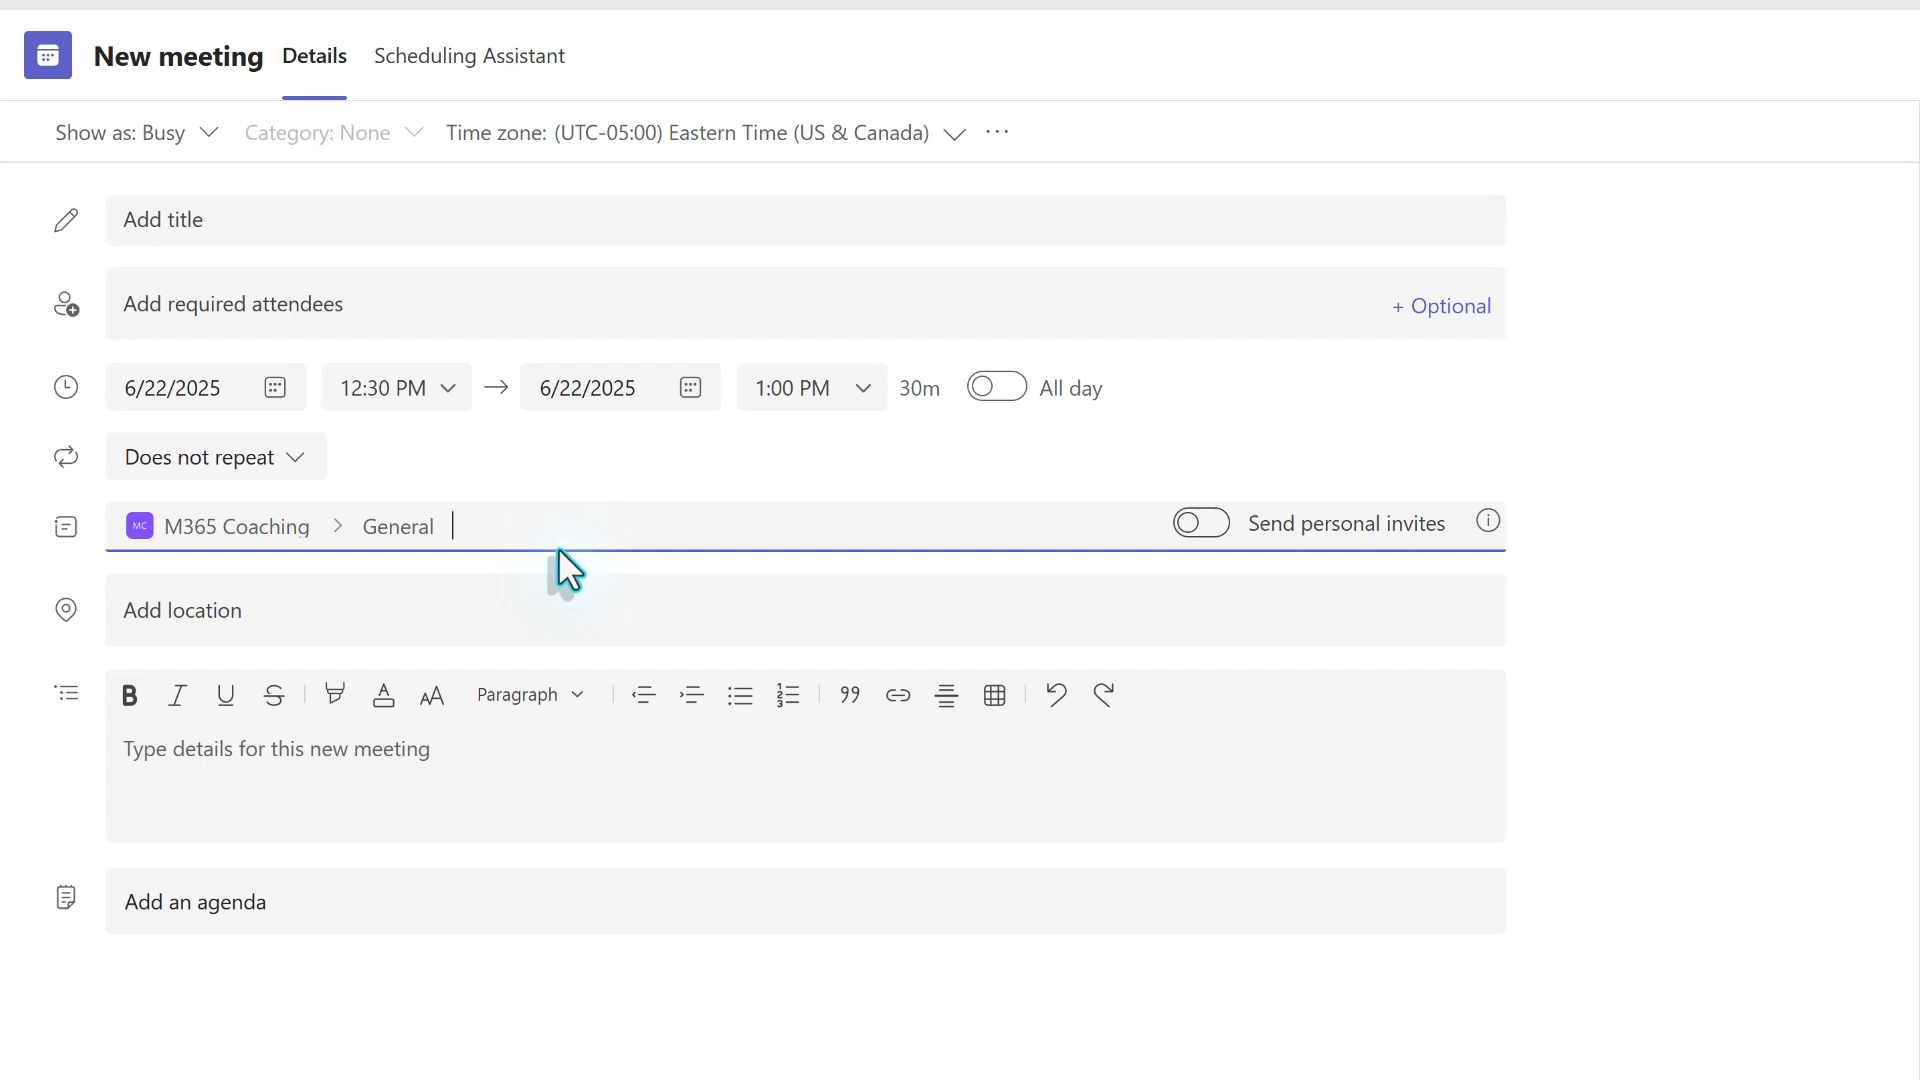 New meeting Details Scheduling Assistant
Show as: Busy Category: None Time zone: (UTC-05:00) Eastern Time (US & Canada) ...
Add title
Add required attendees + Optional
6/22/2025 12:30 PM → 6/22/2025 1:00 PM 30m All day
Does not repeat
MC M365 Coaching > General Send personal invites
Add location
B I U S A AA Paragraph
Type details for this new meeting
Add an agenda